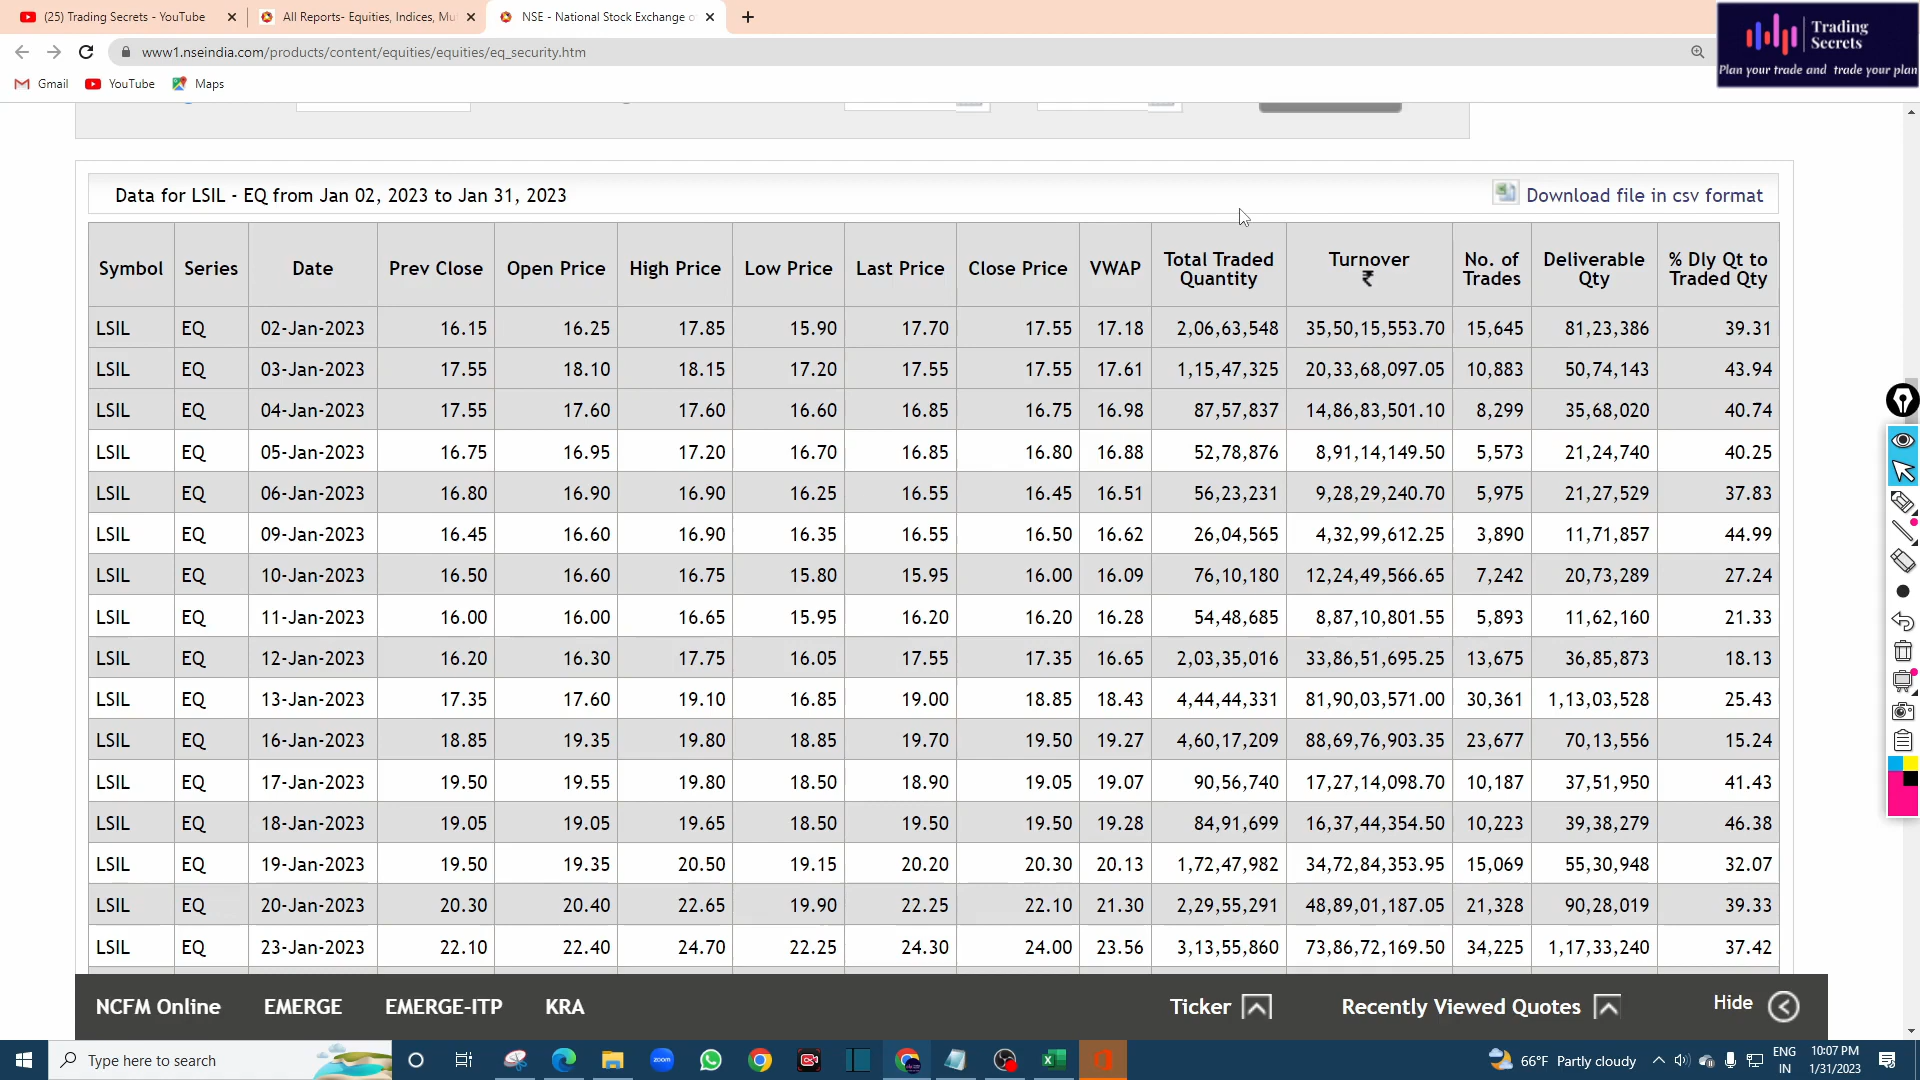 (25) Trading Secrets - YouTube
All Reports- Equities, Indices, Mu
NSE - National Stock Exchange o
Trading
Secrets
Plan your trade and trade your plan
www1.nseindia.com/products/content/equities/equities/eq_security.htm
Gmail YouTube Maps
Data for LSIL - EQ from Jan 02, 2023 to Jan 31, 2023
Download file in csv format
Symbol Series Date Prev Close Open Price High Price Low Price Last Price Close Price VWAP Total Traded Quantity Turnover ₹ No. of Trades Deliverable Qty % Dly Qt to Traded Qty
LSIL EQ 02-Jan-2023 16.15 16.25 17.85 15.90 17.70 17.55 17.18 2,06,63,548 35,50,15,553.70 15,645 81,23,386 39.31
LSIL EQ 03-Jan-2023 17.55 18.10 18.15 17.20 17.55 17.55 17.61 1,15,47,325 20,33,68,097.05 10,883 50,74,143 43.94
LSIL EQ 04-Jan-2023 17.55 17.60 17.60 16.60 16.85 16.75 16.98 87,57,837 14,86,83,501.10 8,299 35,68,020 40.74
LSIL EQ 05-Jan-2023 16.75 16.95 17.20 16.70 16.85 16.80 16.88 52,78,876 8,91,14,149.50 5,573 21,24,740 40.25
LSIL EQ 06-Jan-2023 16.80 16.90 16.90 16.25 16.55 16.45 16.51 56,23,231 9,28,29,240.70 5,975 21,27,529 37.83
LSIL EQ 09-Jan-2023 16.45 16.60 16.90 16.35 16.55 16.50 16.62 26,04,565 4,32,99,612.25 3,890 11,71,857 44.99
LSIL EQ 10-Jan-2023 16.50 16.60 16.75 15.80 15.95 16.00 16.09 76,10,180 12,24,49,566.65 7,242 20,73,289 27.24
LSIL EQ 11-Jan-2023 16.00 16.00 16.65 15.95 16.20 16.20 16.28 54,48,685 8,87,10,801.55 5,893 11,62,160 21.33
LSIL EQ 12-Jan-2023 16.20 16.30 17.75 16.05 17.55 17.35 16.65 2,03,35,016 33,86,51,695.25 13,675 36,85,873 18.13
LSIL EQ 13-Jan-2023 17.35 17.60 19.10 16.85 19.00 18.85 18.43 4,44,44,331 81,90,03,571.00 30,361 1,13,03,528 25.43
LSIL EQ 16-Jan-2023 18.85 19.35 19.80 18.85 19.70 19.50 19.27 4,60,17,209 88,69,76,903.35 23,677 70,13,556 15.24
LSIL EQ 17-Jan-2023 19.50 19.55 19.80 18.50 18.90 19.05 19.07 90,56,740 17,27,14,098.70 10,187 37,51,950 41.43
LSIL EQ 18-Jan-2023 19.05 19.05 19.65 18.50 19.50 19.50 19.28 84,91,699 16,37,44,354.50 10,223 39,38,279 46.38
LSIL EQ 19-Jan-2023 19.50 19.35 20.50 19.15 20.20 20.30 20.13 1,72,47,982 34,72,84,353.95 15,069 55,30,948 32.07
LSIL EQ 20-Jan-2023 20.30 20.40 22.65 19.90 22.25 22.10 21.30 2,29,55,291 48,89,01,187.05 21,328 90,28,019 39.33
LSIL EQ 23-Jan-2023 22.10 22.40 24.70 22.25 24.30 24.00 23.56 3,13,55,860 73,86,72,169.50 34,225 1,17,33,240 37.42
NCFM Online EMERGE EMERGE-ITP KRA Ticker Recently Viewed Quotes Hide
Type here to search
zoom
66°F Partly cloudy
ENG
IN
10:07 PM
1/31/2023